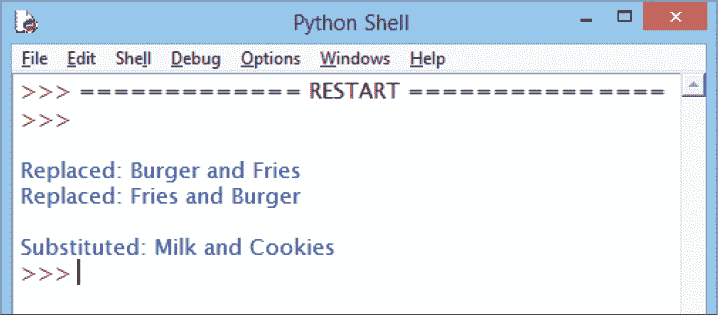 Python Shell
File Edit Shell Debug Options Windows Help
>>> ============= RESTART ================
>>>
Replaced: Burger and Fries
Replaced: Fries and Burger
Substituted: Milk and Cookies
>>>